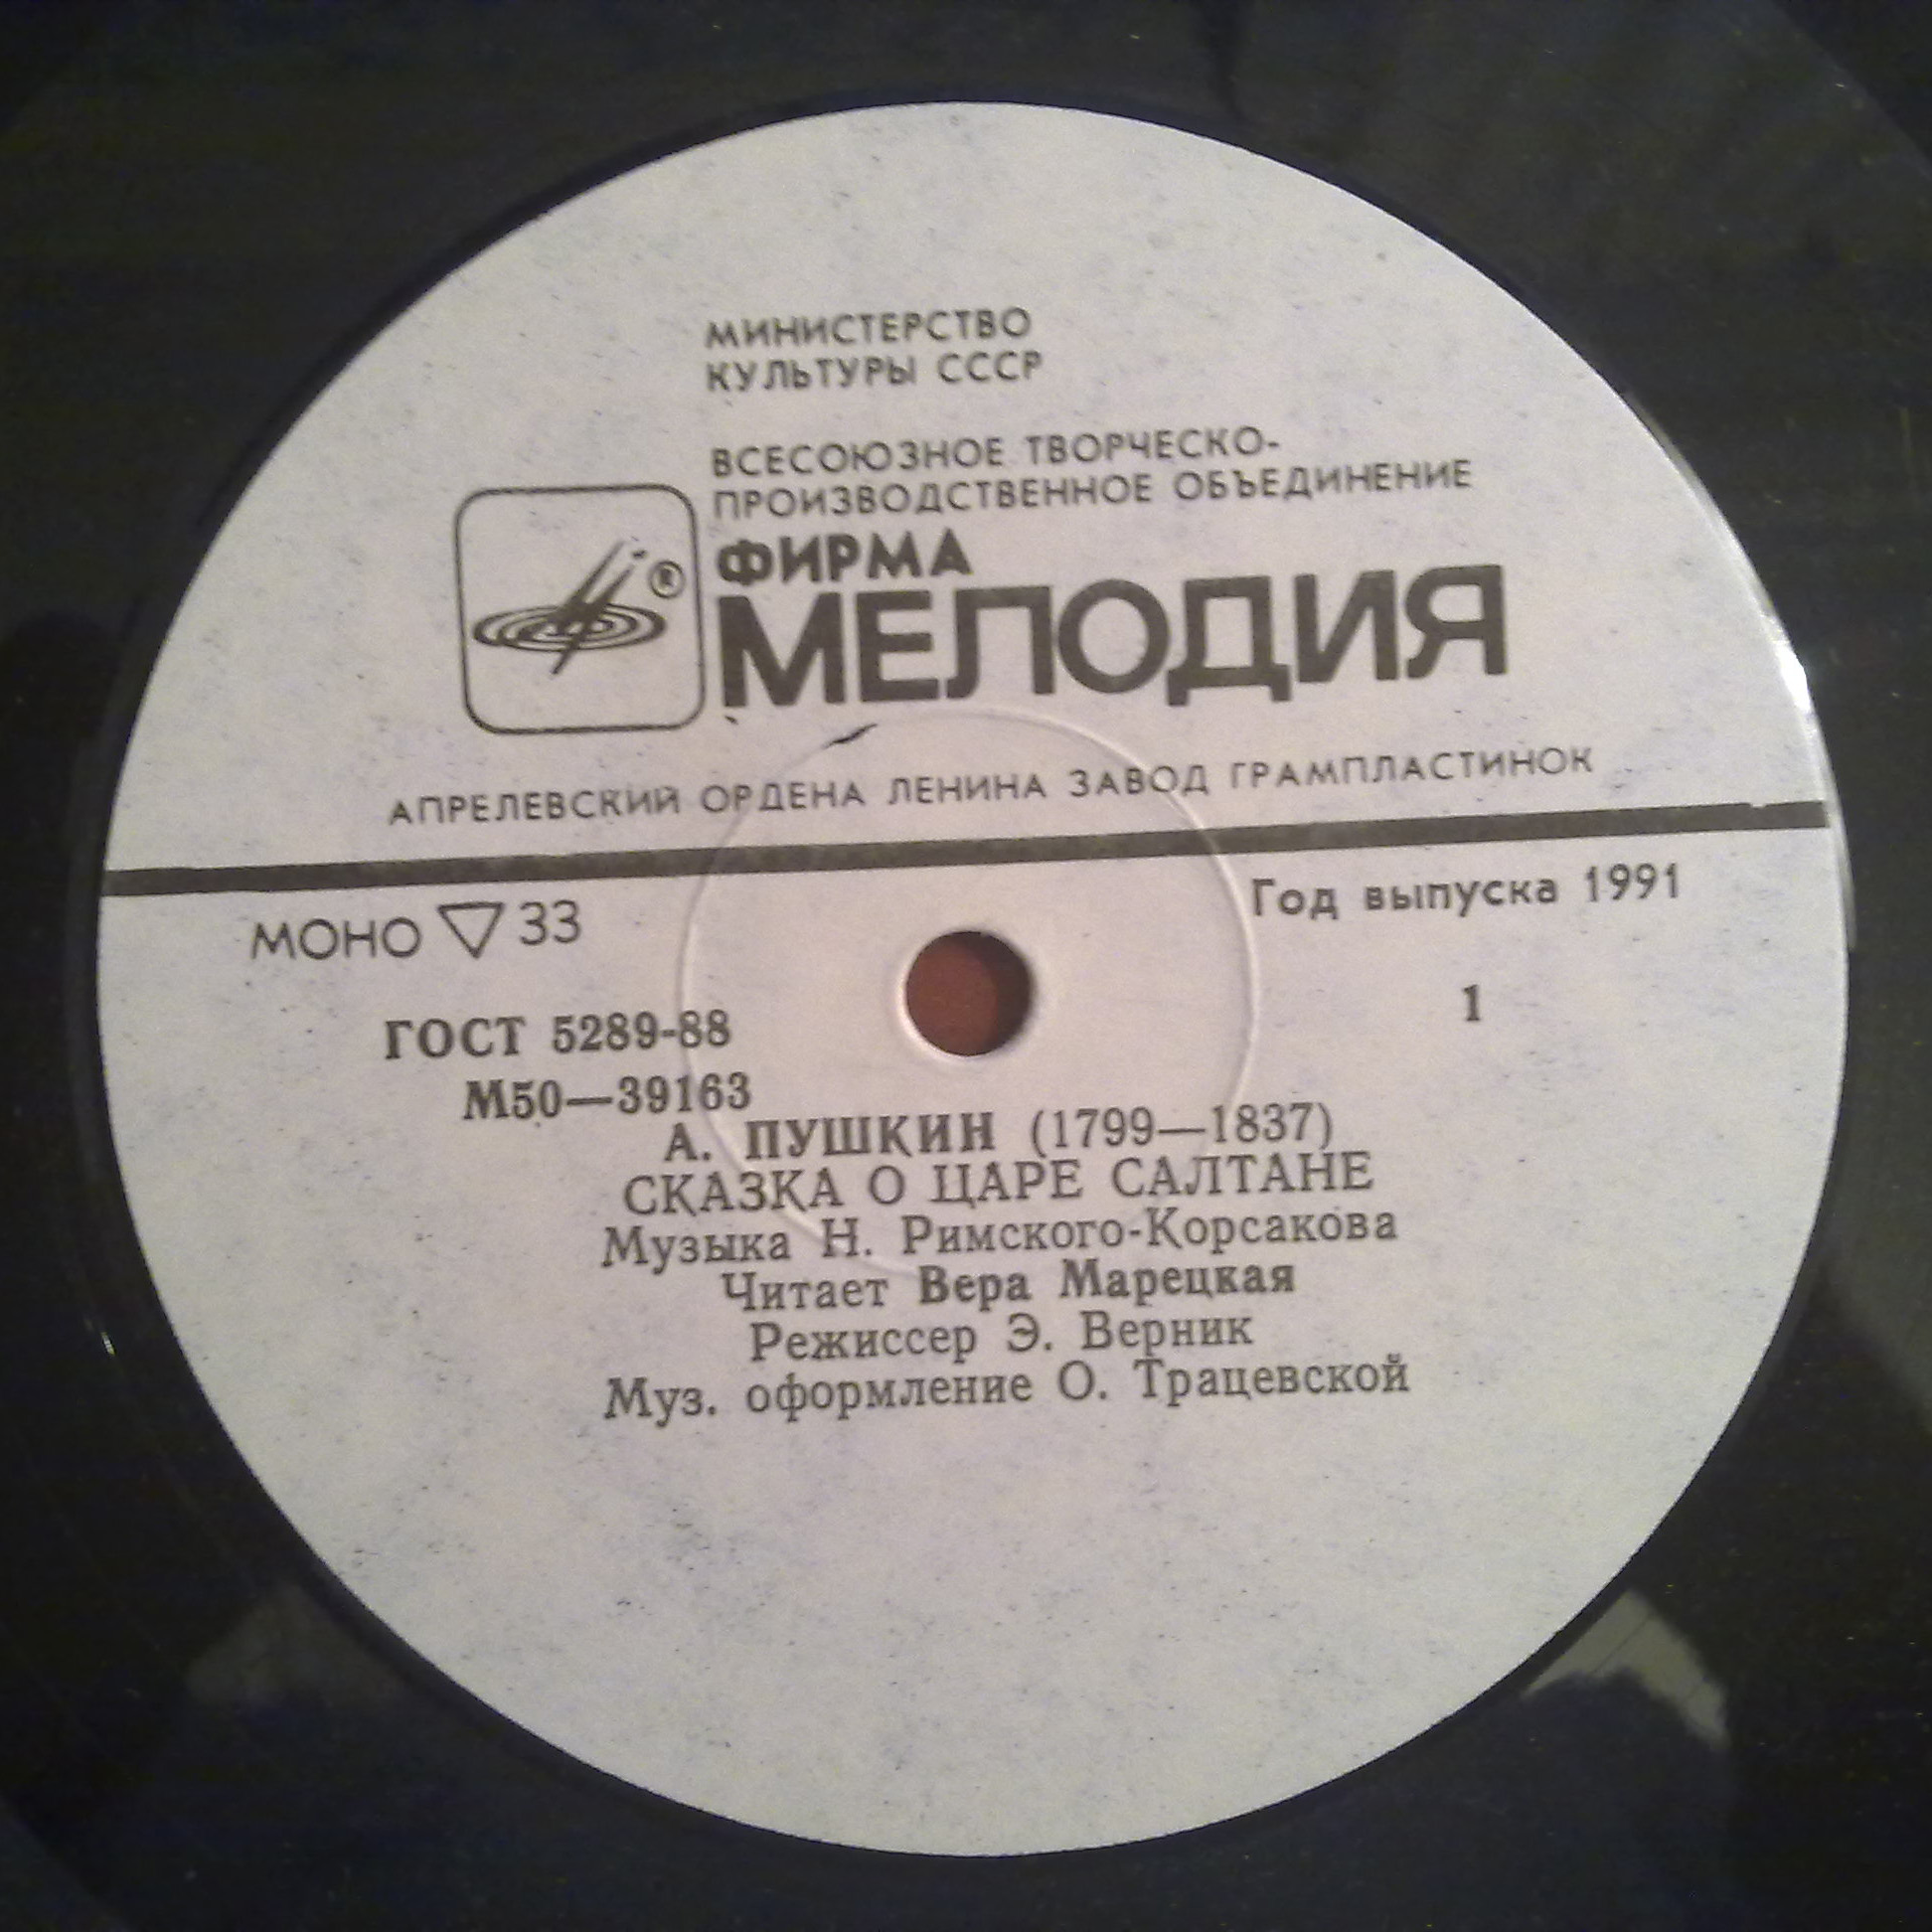 МИНИСТЕРСТВО
КУЛЬТУРЫ СССР
ВСЕСОЮЗНОЕ ТВОРЧЕСКО-
ПРОИЗВОДСТВЕННОЕ ОБЪЕДИНЕНИЕ
ФИРМА
®
МЕЛОДИЯ
АПРЕЛЕВСКИЙ ОРДЕНА ЛЕНИНА ЗАВОД ГРАМПЛАСТИНОК
МОНО ▽ 33
Год выпуска 1991
ГОСТ 5289-88
1
М50—39163
А. ПУШКИН (1799—1837)
СКАЗКА О ЦАРЕ САЛТАНЕ
Музыка Н. Римского-Корсакова
Читает Вера Марецкая
Режиссер Э. Верник
Муз. оформление О. Трацевской